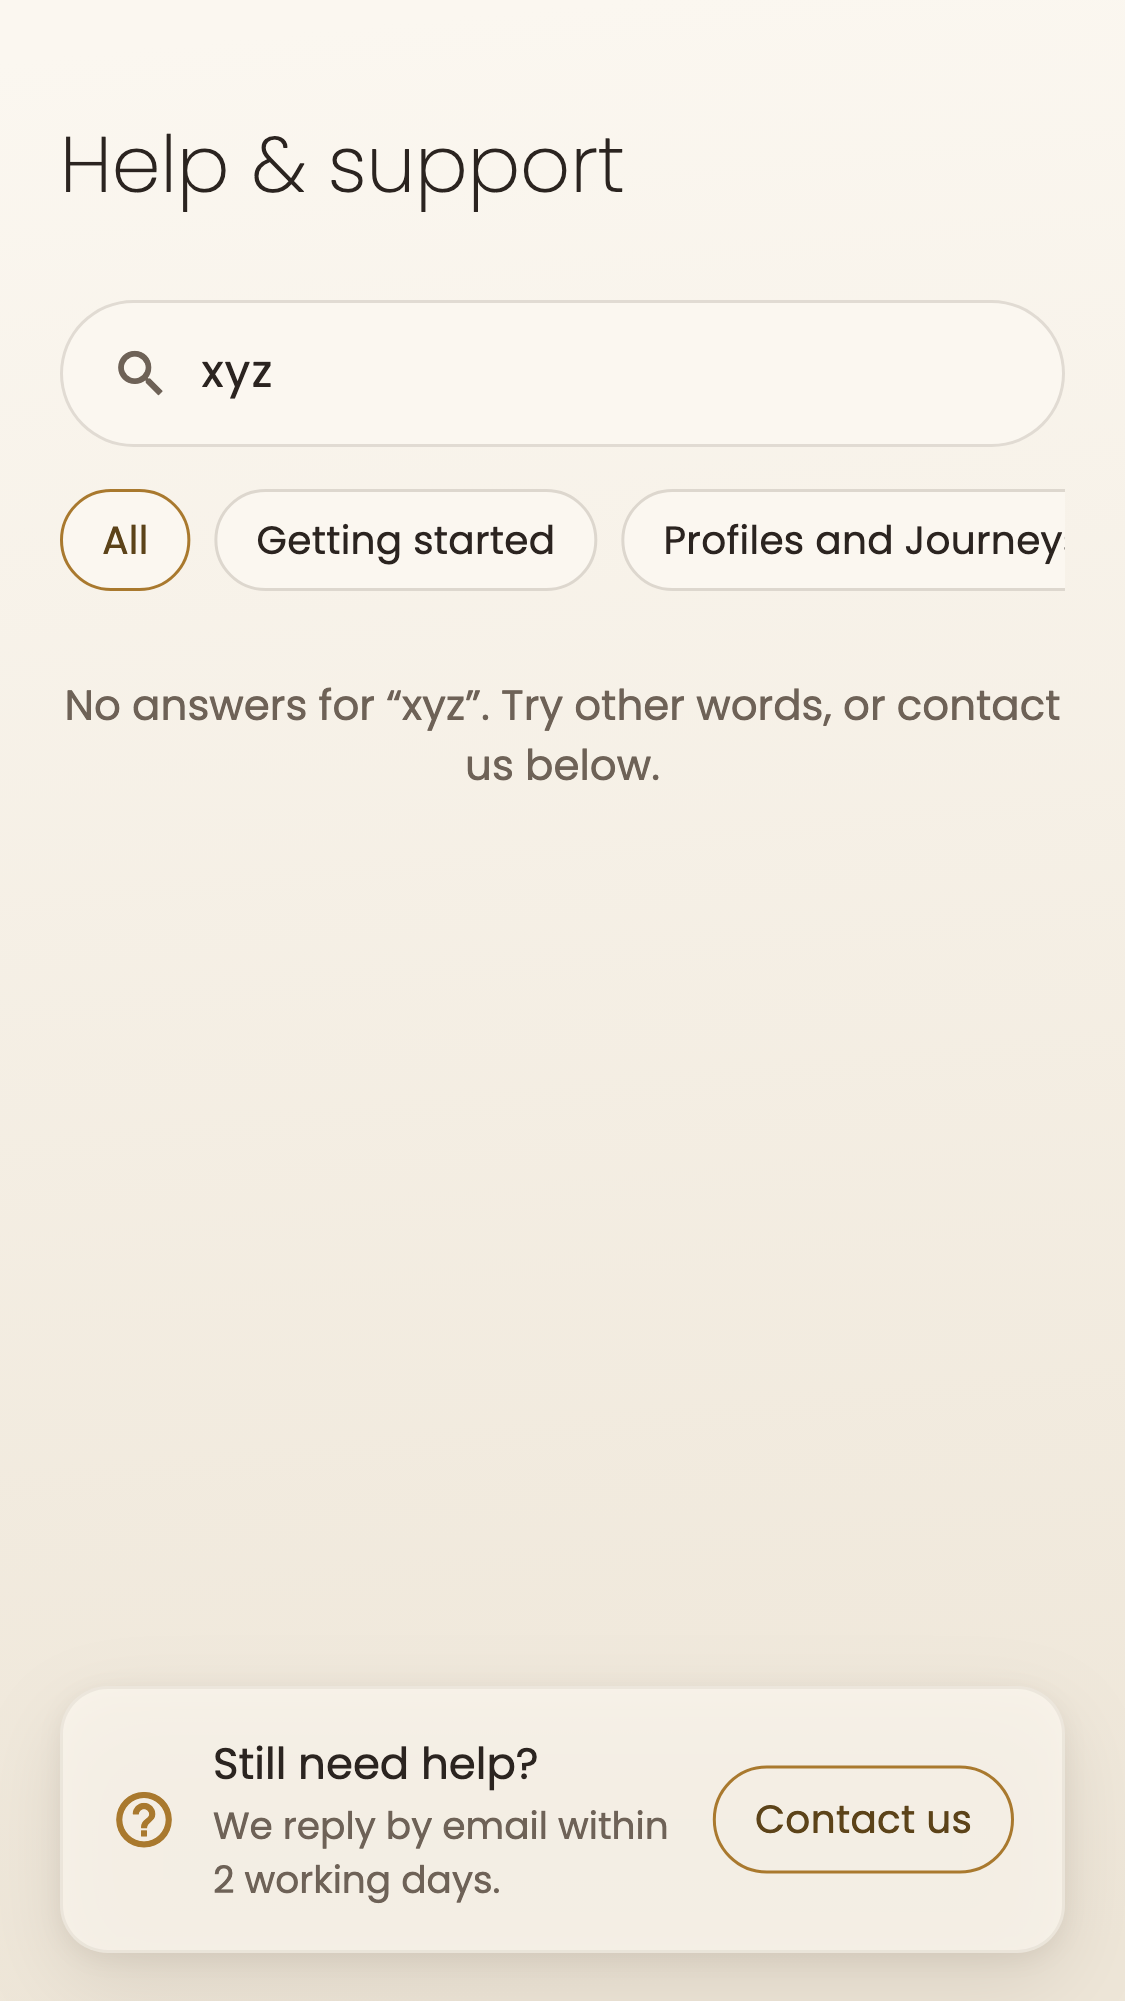 Help & support
xyz
All
Getting started
Profiles and Journeys
No answers for “xyz”. Try other words, or contact
us below.
Still need help?
We reply by email within
2 working days.
Contact us